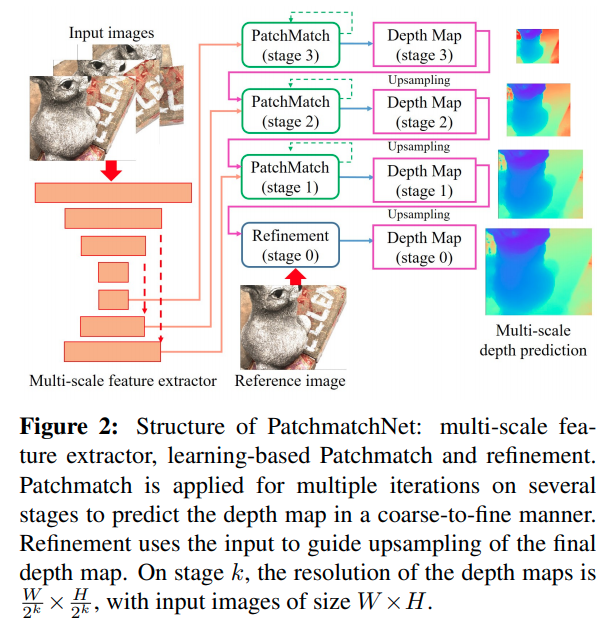 Input images
PatchMatch
(stage 3)
Depth Map
(stage 3)
Upsampling
PatchMatch
(stage 2)
Depth Map
(stage 2)
Upsampling
PatchMatch
(stage 1)
Depth Map
(stage 1)
Upsampling
Refinement
(stage 0)
Depth Map
(stage 0)
Multi-scale feature extractor
Reference image
Multi-scale
depth prediction
Figure 2: Structure of PatchmatchNet: multi-scale fea-
ture extractor, learning-based Patchmatch and refinement.
Patchmatch is applied for multiple iterations on several
stages to predict the depth map in a coarse-to-fine manner.
Refinement uses the input to guide upsampling of the final
depth map. On stage k, the resolution of the depth maps is
W/2^k × H/2^k, with input images of size W × H.